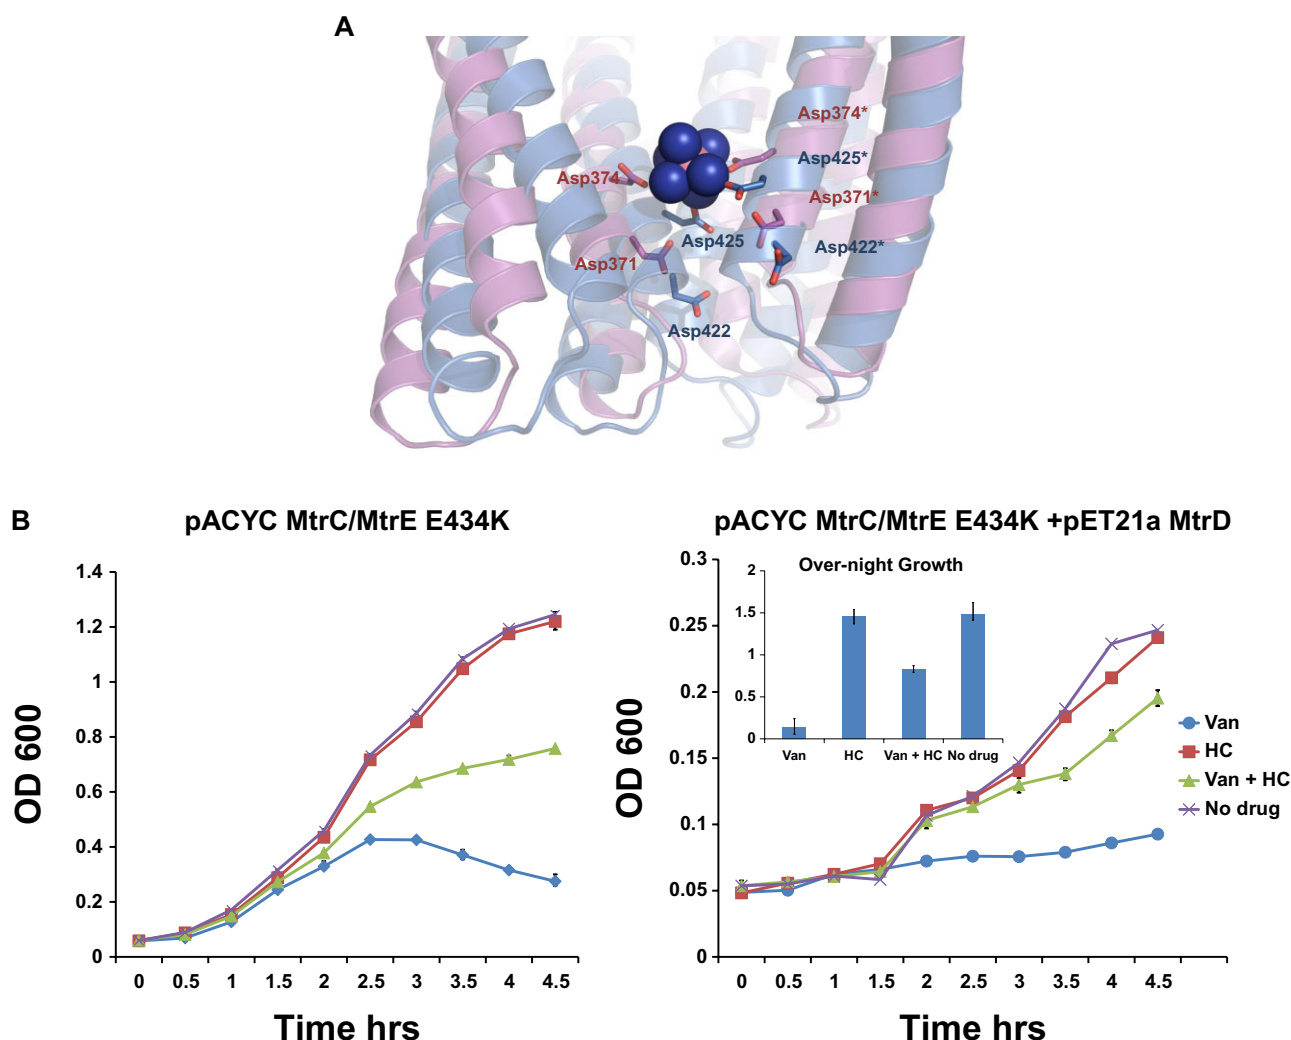 A
Asp374*
Asp425*
Asp374
Asp371*
Asp425
Asp422*
Asp371
Asp422
B
pACYC MtrC/MtrE E434K
OD 600
1.4
1.2
1
0.8
0.6
0.4
0.2
0
0 0.5 1 1.5 2 2.5 3 3.5 4 4.5
Time hrs
pACYC MtrC/MtrE E434K +pET21a MtrD
OD 600
0.3
0.25
0.2
0.15
0.1
0.05
0
0 0.5 1 1.5 2 2.5 3 3.5 4 4.5
Time hrs
Over-night Growth
2
1.5
1
0.5
0
Van HC Van + HC No drug
Van
HC
Van + HC
No drug